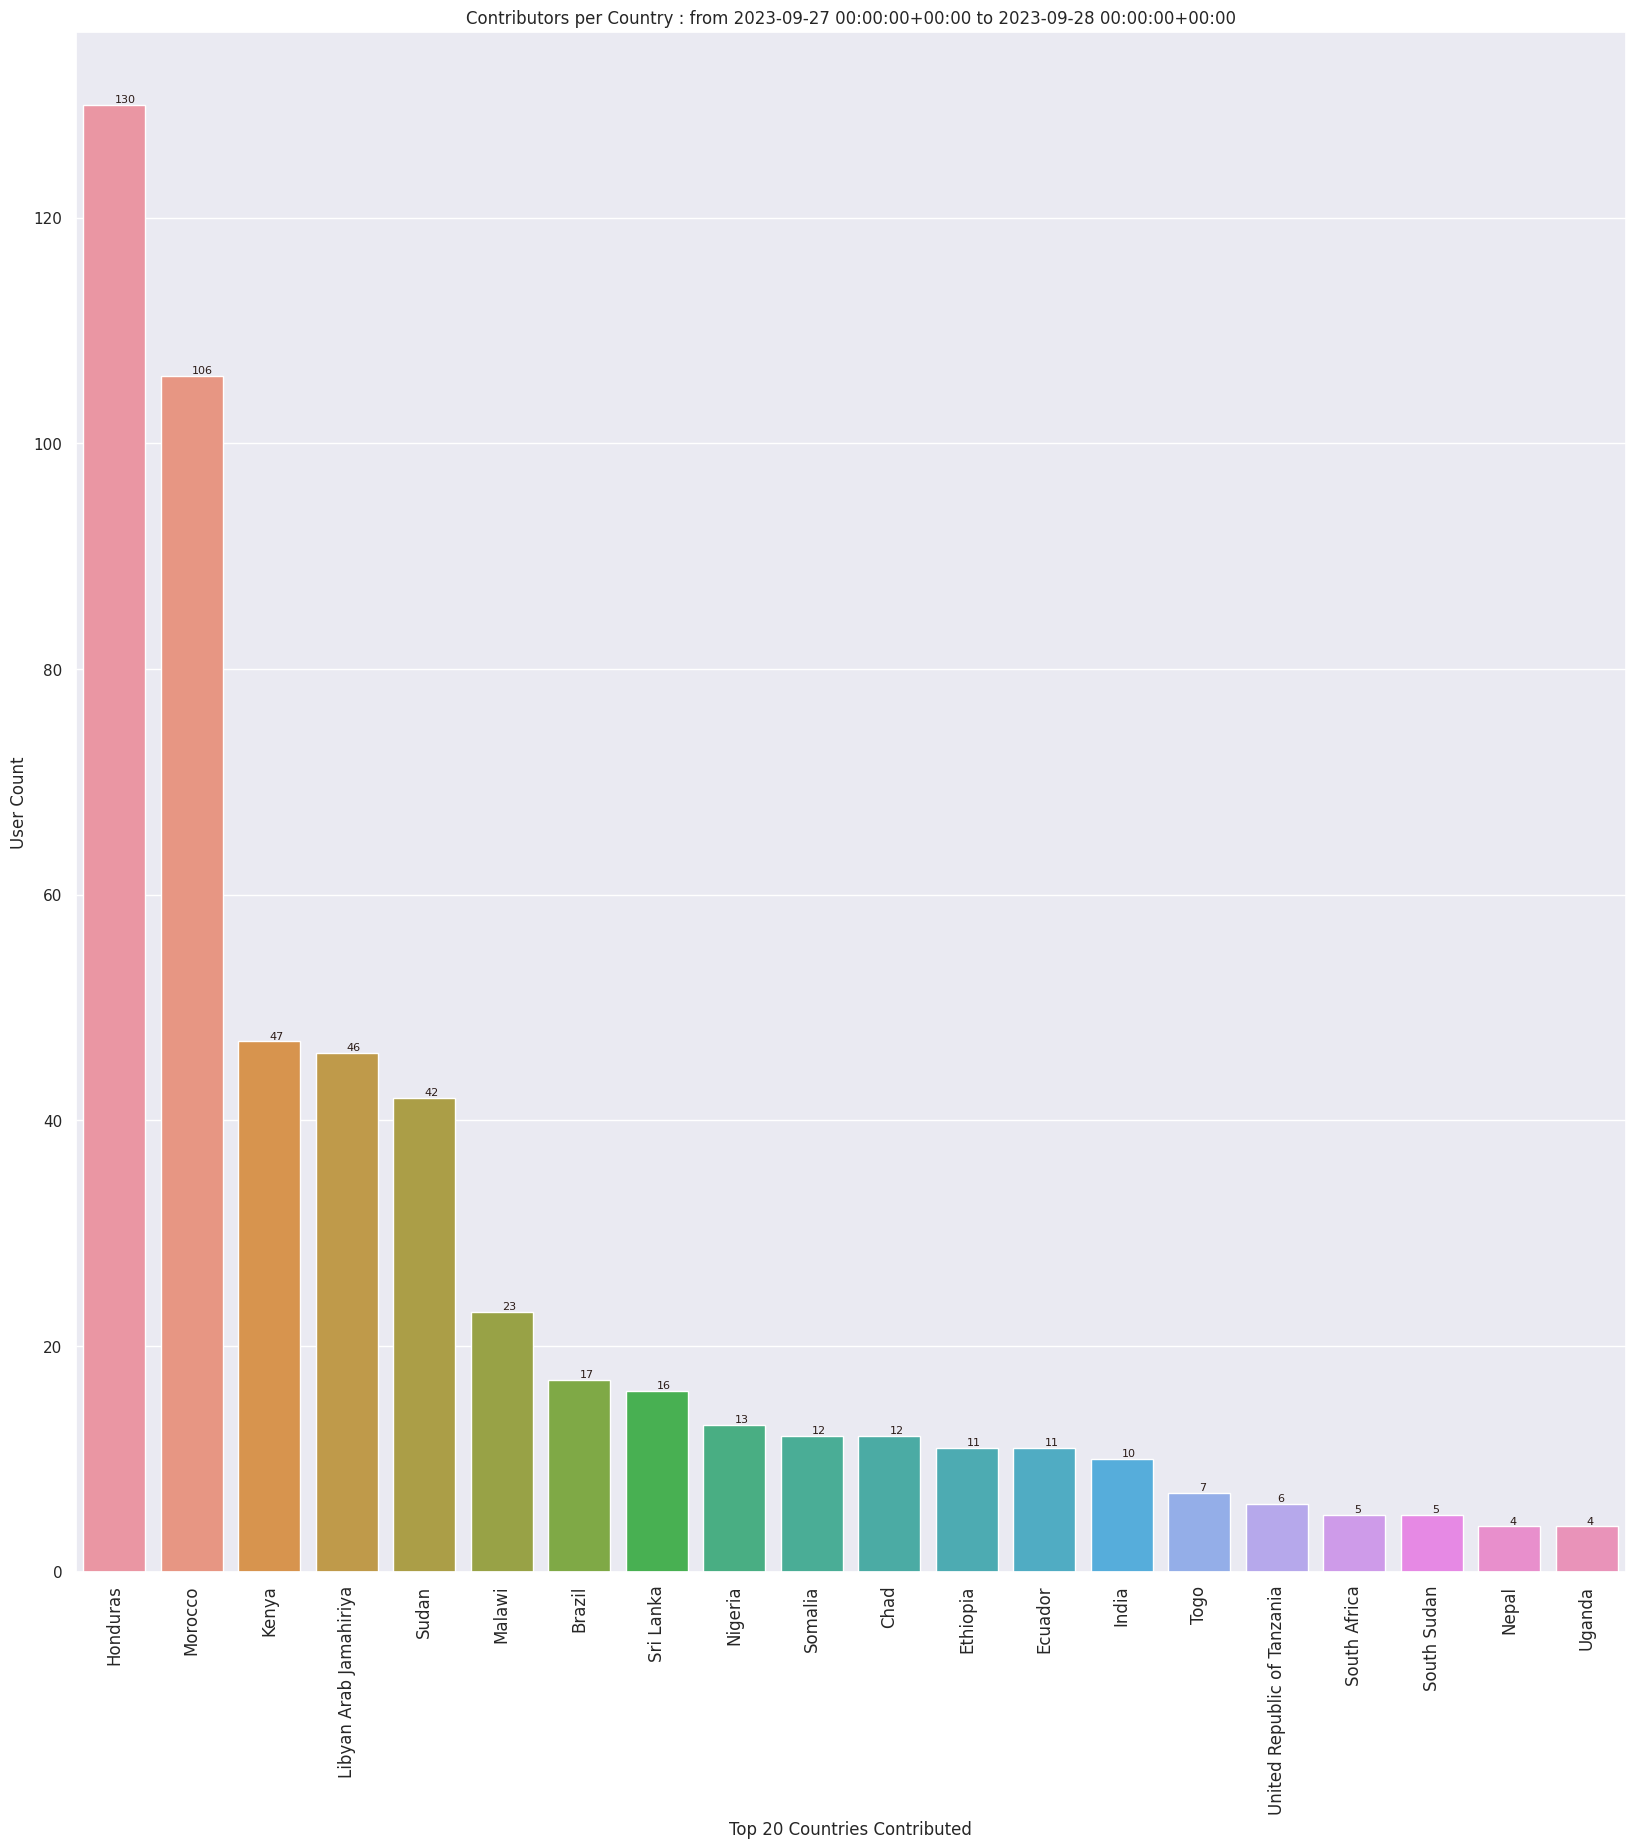 Contributors per Country : from 2023-09-27 00:00:00+00:00 to 2023-09-28 00:00:00+00:00
User Count
120
100
80
60
40
20
0
130
106
47
46
42
23
17
16
13
12
12
11
11
10
7
6
5
5
4
4
Honduras
Morocco
Kenya
Libyan Arab Jamahiriya
Sudan
Malawi
Brazil
Sri Lanka
Nigeria
Somalia
Chad
Ethiopia
Ecuador
India
Togo
United Republic of Tanzania
South Africa
South Sudan
Nepal
Uganda
Top 20 Countries Contributed